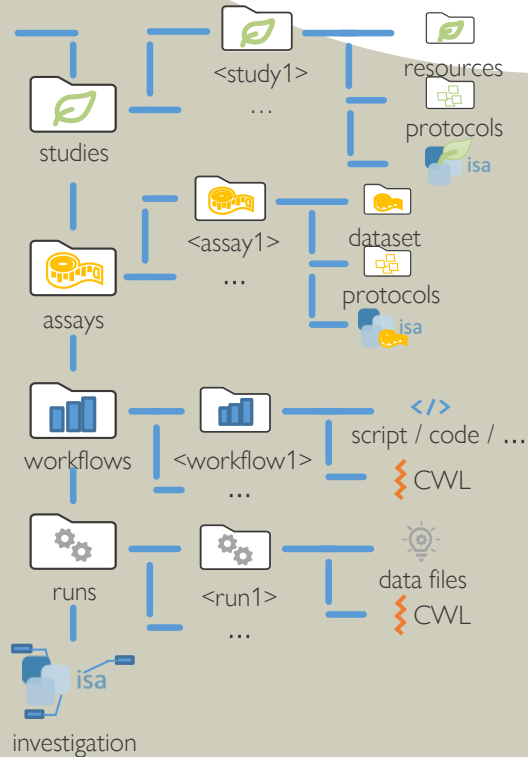 <study1>
...
studies
resources
protocols
isa
<assay1>
...
assays
dataset
protocols
isa
<workflow1>
...
workflows
</>
script / code / ...
CWL
<run1>
...
runs
data files
CWL
isa
investigation